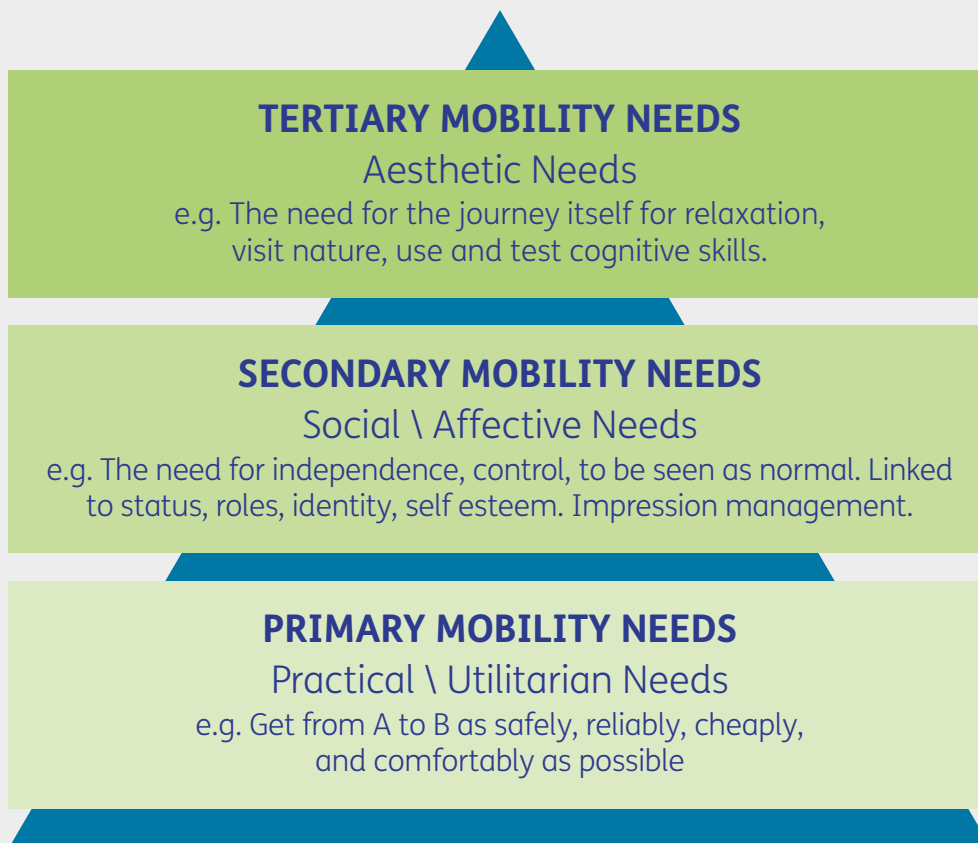 TERTIARY MOBILITY NEEDS
Aesthetic Needs
e.g. The need for the journey itself for relaxation,
visit nature, use and test cognitive skills.
SECONDARY MOBILITY NEEDS
Social \ Affective Needs
e.g. The need for independence, control, to be seen as normal. Linked
to status, roles, identity, self esteem. Impression management.
PRIMARY MOBILITY NEEDS
Practical \ Utilitarian Needs
e.g. Get from A to B as safely, reliably, cheaply,
and comfortably as possible